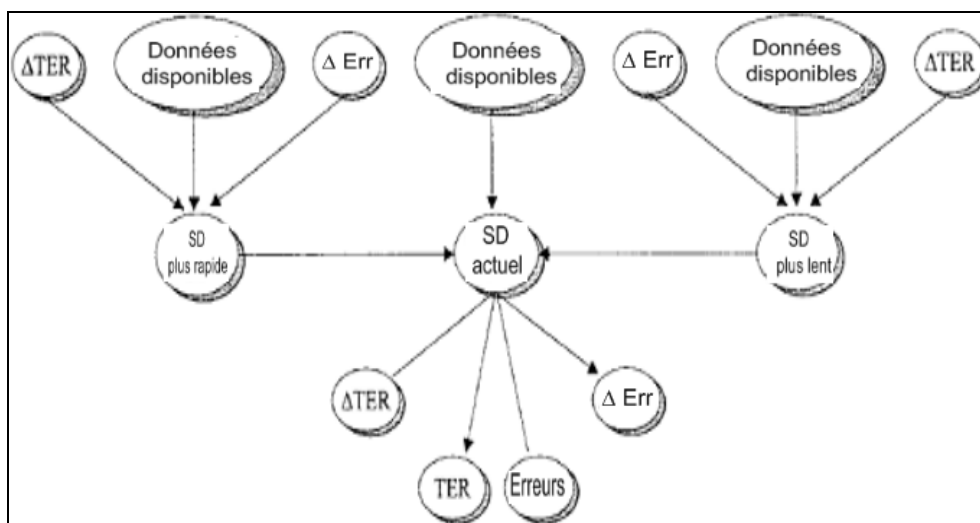 ΔTER
Données
disponibles
Δ Err
Données
disponibles
Δ Err
Données
disponibles
ΔTER
SD
plus rapide
SD
actuel
SD
plus lent
ΔTER
Δ Err
TER
Erreurs